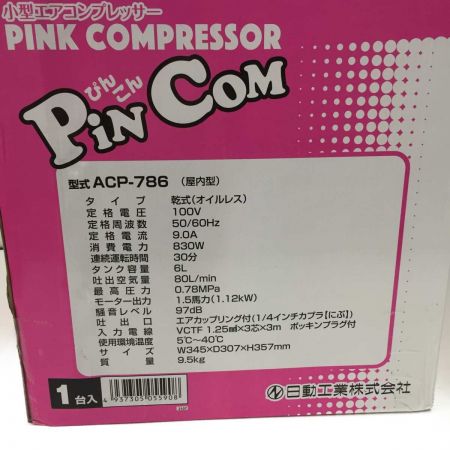 小型エアコンプレッサー
PINK COMPRESSOR
ぴんこん
PiN COM
型式 ACP-786 (屋内型)
タイプ 乾式(オイルレス)
定格電圧 100V
定格周波数 50/60Hz
定格電流 9.0A
消費電力 830W
連続運転時間 30分
タンク容量 6L
吐出空気量 80L/min
最高圧力 0.78MPa
モーター出力 1.5馬力(1.12kW)
騒音レベル 97dB
吐出口 エアカップリング付(1/4インチカプラ【にぶ】)
入力電線 VCTF 1.25㎟×3芯×3m ポッキンプラグ付
使用環境温度 5℃~40℃
サイズ W345×D307×H357mm
質量 9.5kg
1台入
4 937305 055908
日動工業株式会社